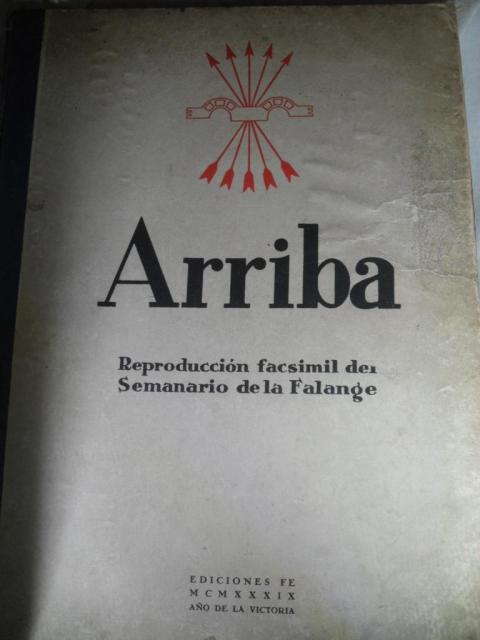 Arriba
Reproducción facsimil del
Semanario de la Falange
EDICIONES FE
MCMXXXIX
AÑO DE LA VICTORIA